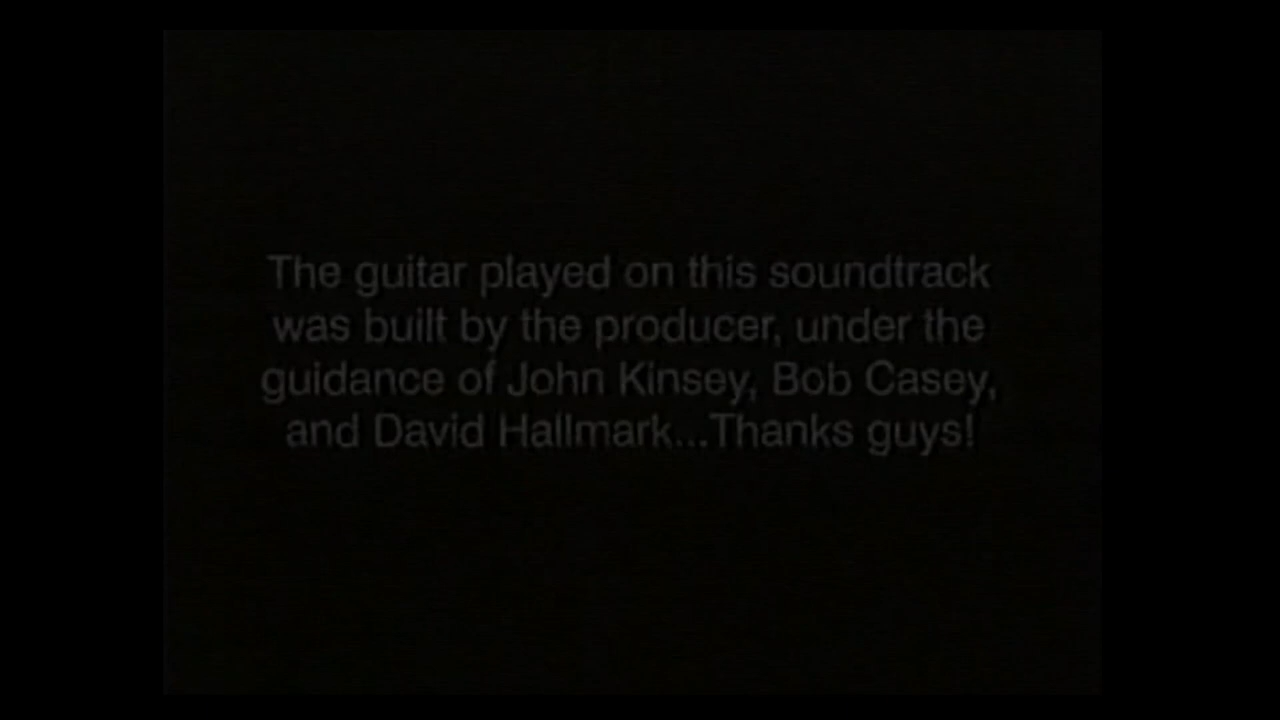 The guitar played on this soundtrack
was built by the producer, under the
guidance of John Kinsey, Bob Casey,
and David Hallmark...Thanks guys!